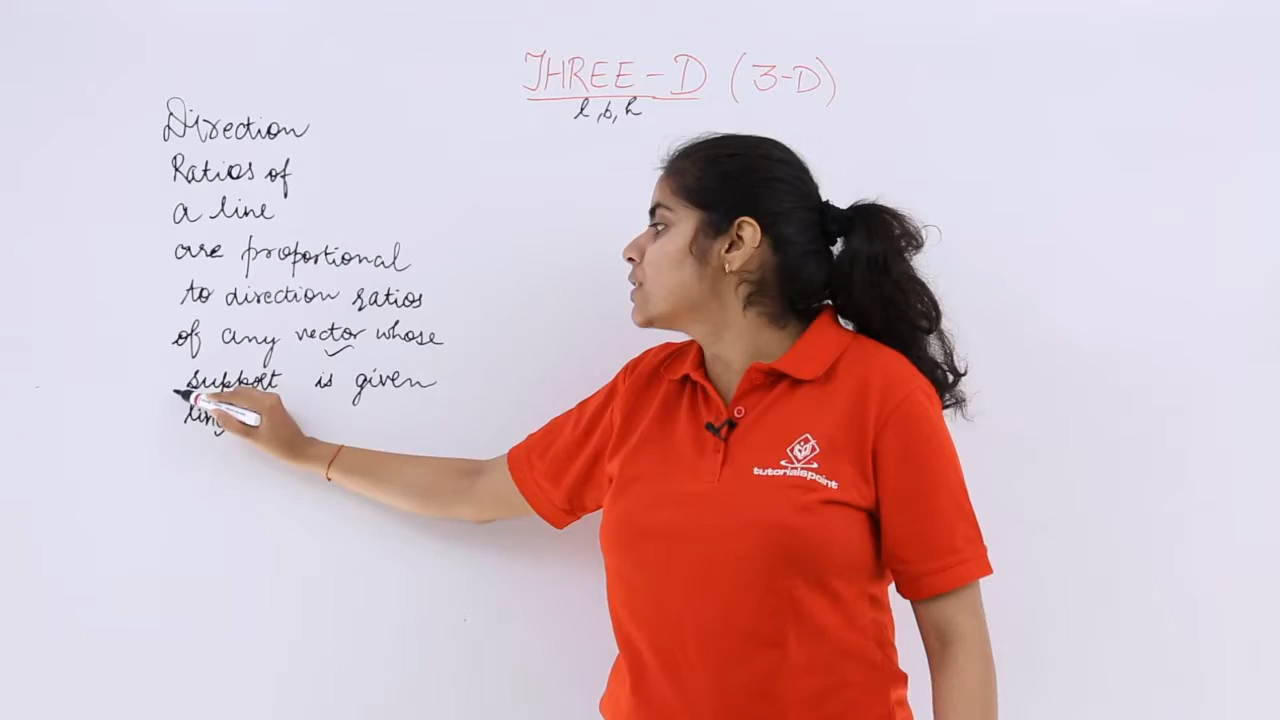 THREE-D (3-D)
l, b, h
Direction
Ratios of
a line
are proportional
to direction ratios
of any vector whose
support is given
line
tutorialspoint